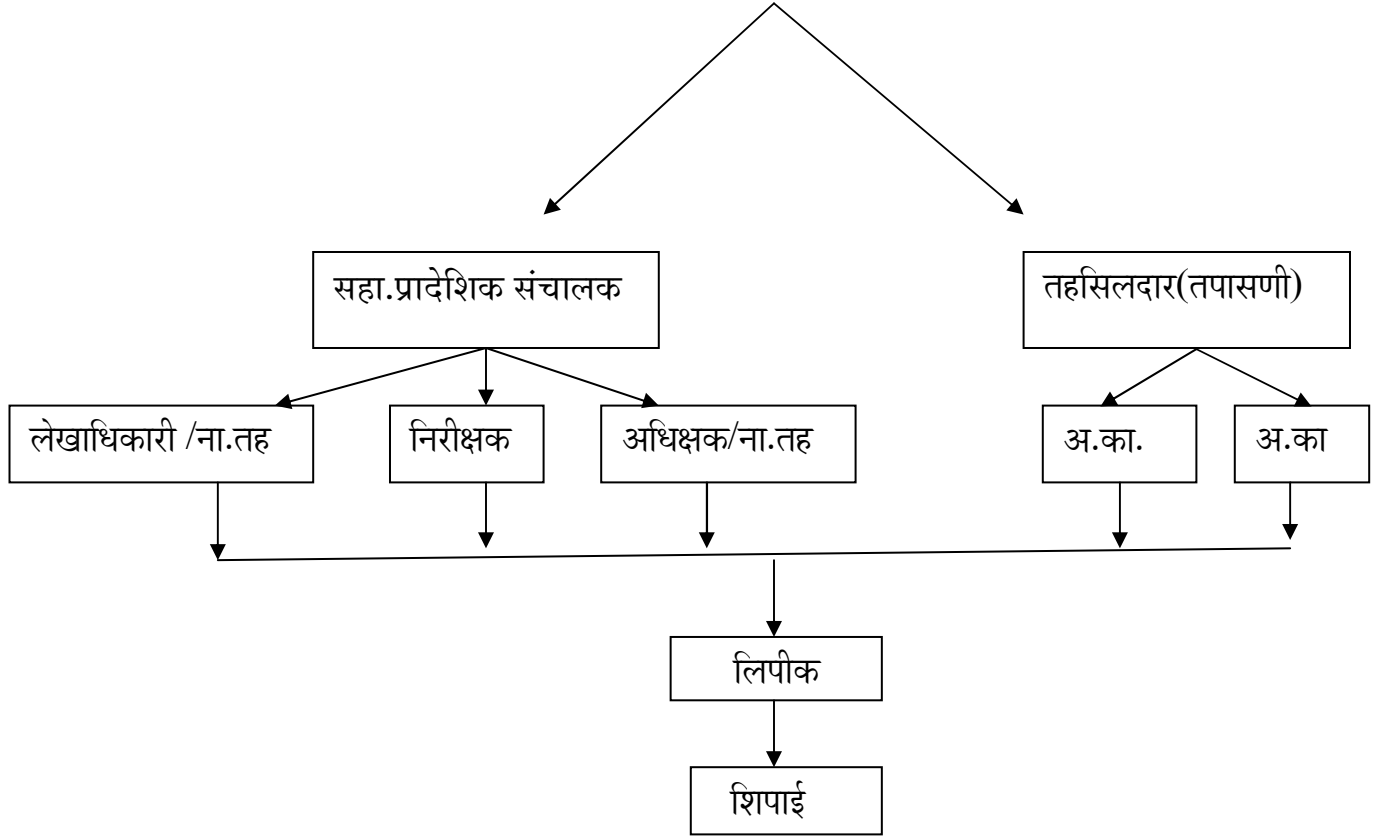 सहा.प्रादेशिक संचालक
तहसिलदार(तपासणी)
लेखाधिकारी /ना.तह
निरीक्षक
अधिक्षक/ना.तह
अ.का.
अ.का
लिपीक
शिपाई